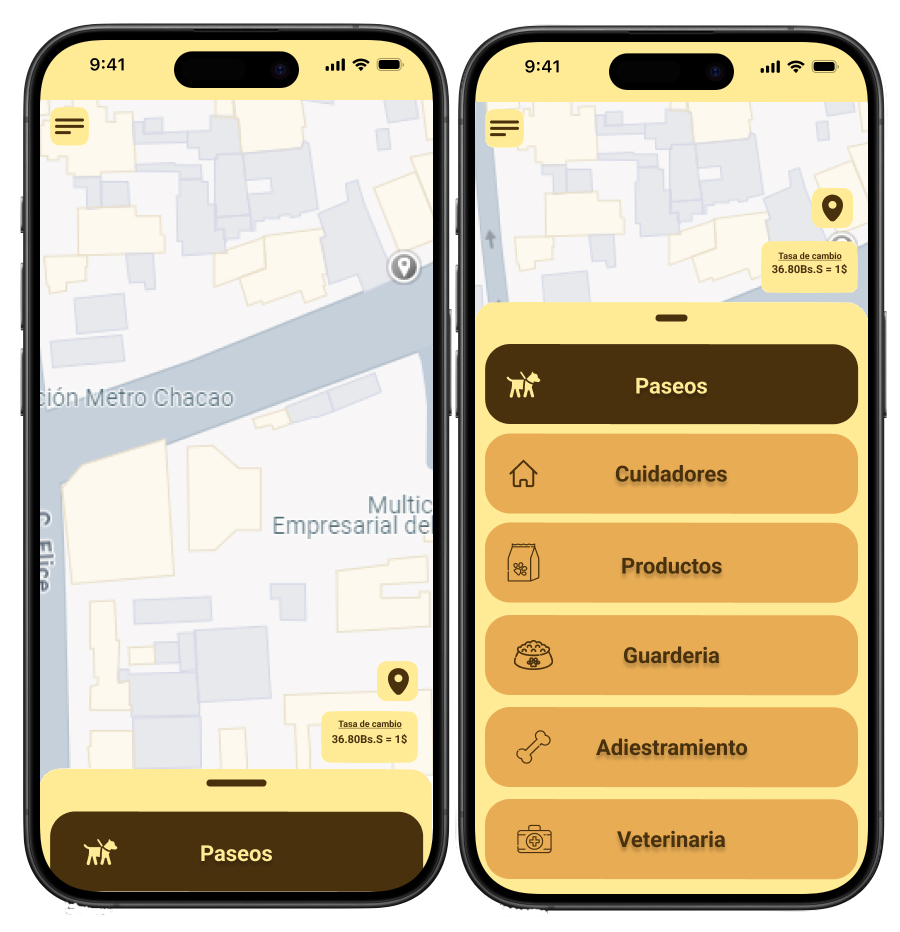 9:41
ción Metro Chacao
Multic
Empresarial de
C. Elice
Tasa de cambio
36.80Bs.S = 1$
Paseos
9:41
Tasa de cambio
36.80Bs.S = 1$
Paseos
Cuidadores
Productos
Guarderia
Adiestramiento
Veterinaria